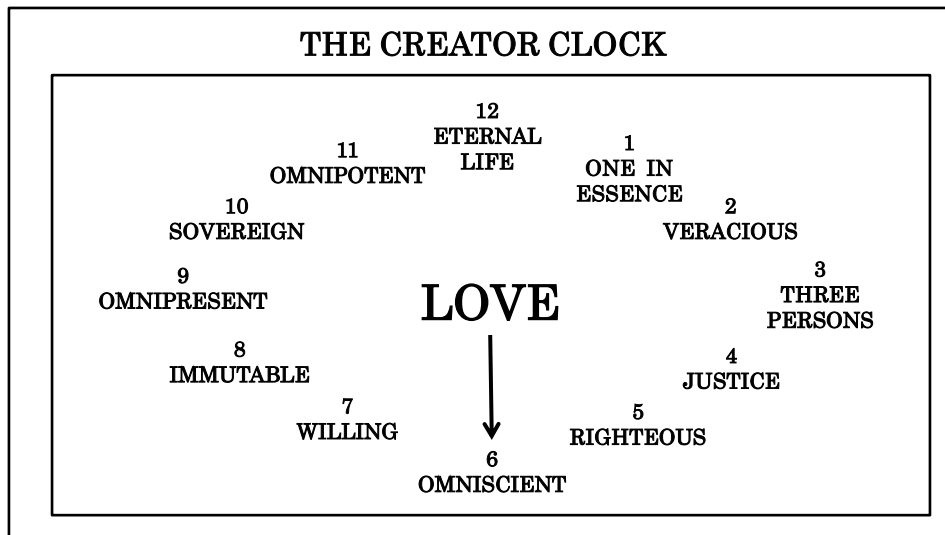 THE CREATOR CLOCK
12
ETERNAL
LIFE
1
ONE IN
ESSENCE
2
VERACIOUS
3
THREE
PERSONS
4
JUSTICE
5
RIGHTEOUS
6
OMNISCIENT
7
WILLING
8
IMMUTABLE
9
OMNIPRESENT
10
SOVEREIGN
11
OMNIPOTENT
LOVE